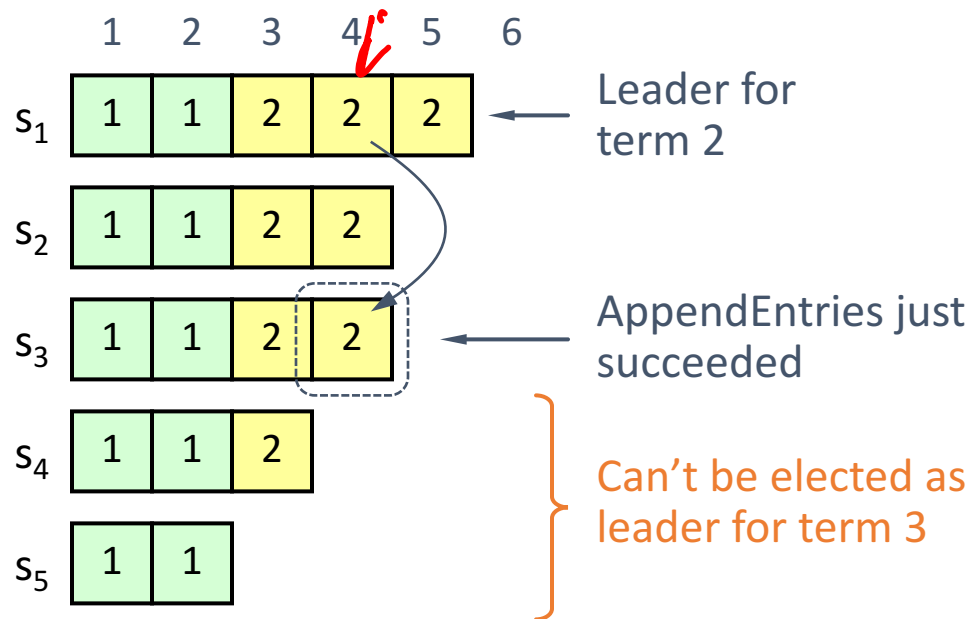 1 2 3 4 5 6
s1 1 1 2 2 2
Leader for
term 2
s2 1 1 2 2
s3 1 1 2 2
AppendEntries just
succeeded
s4 1 1 2
Can’t be elected as
leader for term 3
s5 1 1